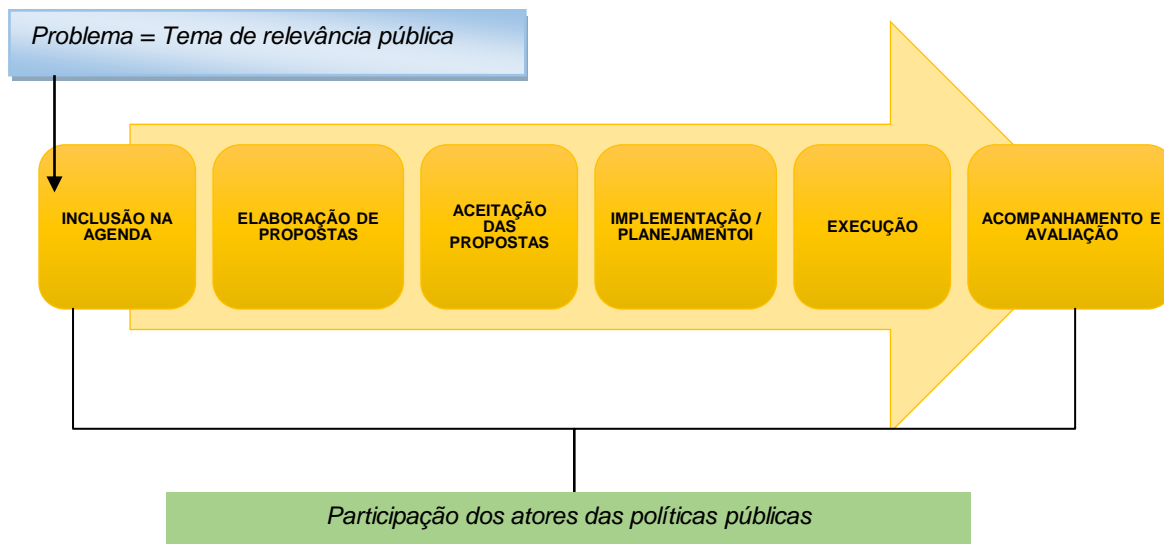 Problema = Tema de relevância pública
INCLUSÃO NA
AGENDA
ELABORAÇÃO DE
PROPOSTAS
ACEITAÇÃO
DAS
PROPOSTAS
IMPLEMENTAÇÃO /
PLANEJAMENTOI
EXECUÇÃO
ACOMPANHAMENTO E
AVALIAÇÃO
Participação dos atores das políticas públicas